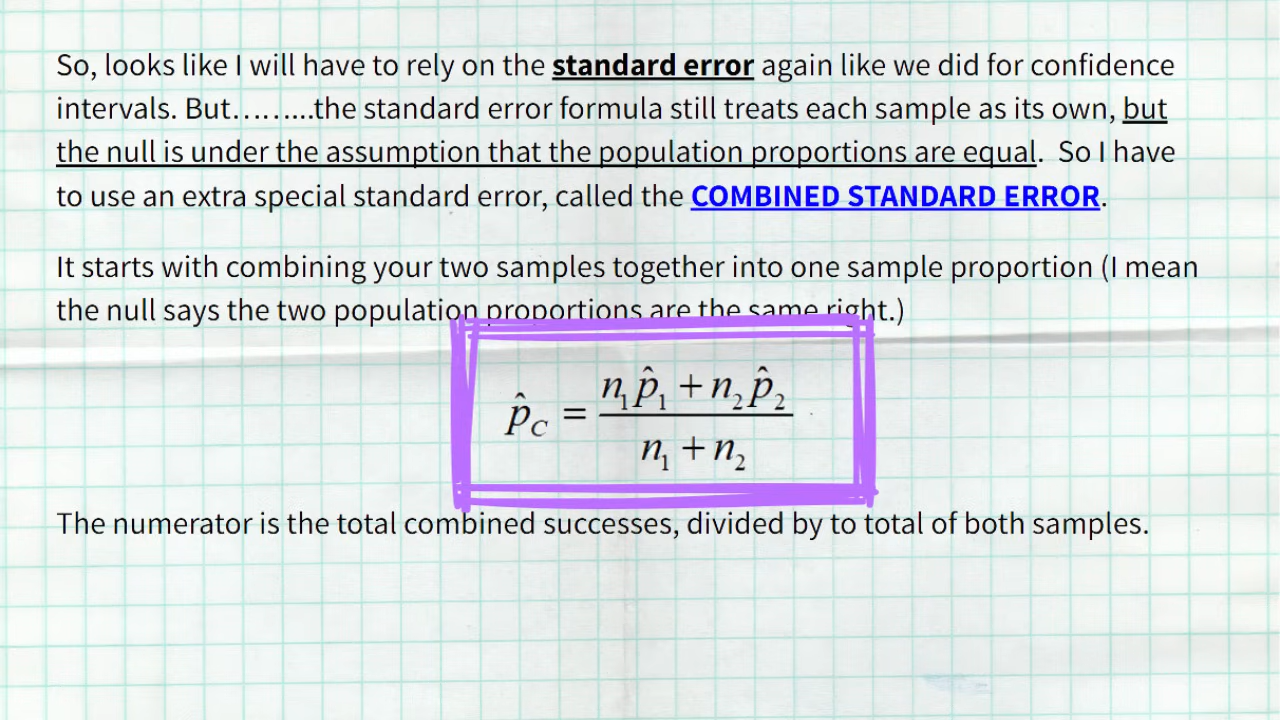 So, looks like I will have to rely on the standard error again like we did for confidence
intervals. But……...the standard error formula still treats each sample as its own, but
the null is under the assumption that the population proportions are equal.  So I have
to use an extra special standard error, called the COMBINED STANDARD ERROR.
It starts with combining your two samples together into one sample proportion (I mean
the null says the two population proportions are the same right.)
p̂_C = (n₁p̂₁ + n₂p̂₂) / (n₁ + n₂)
The numerator is the total combined successes, divided by to total of both samples.